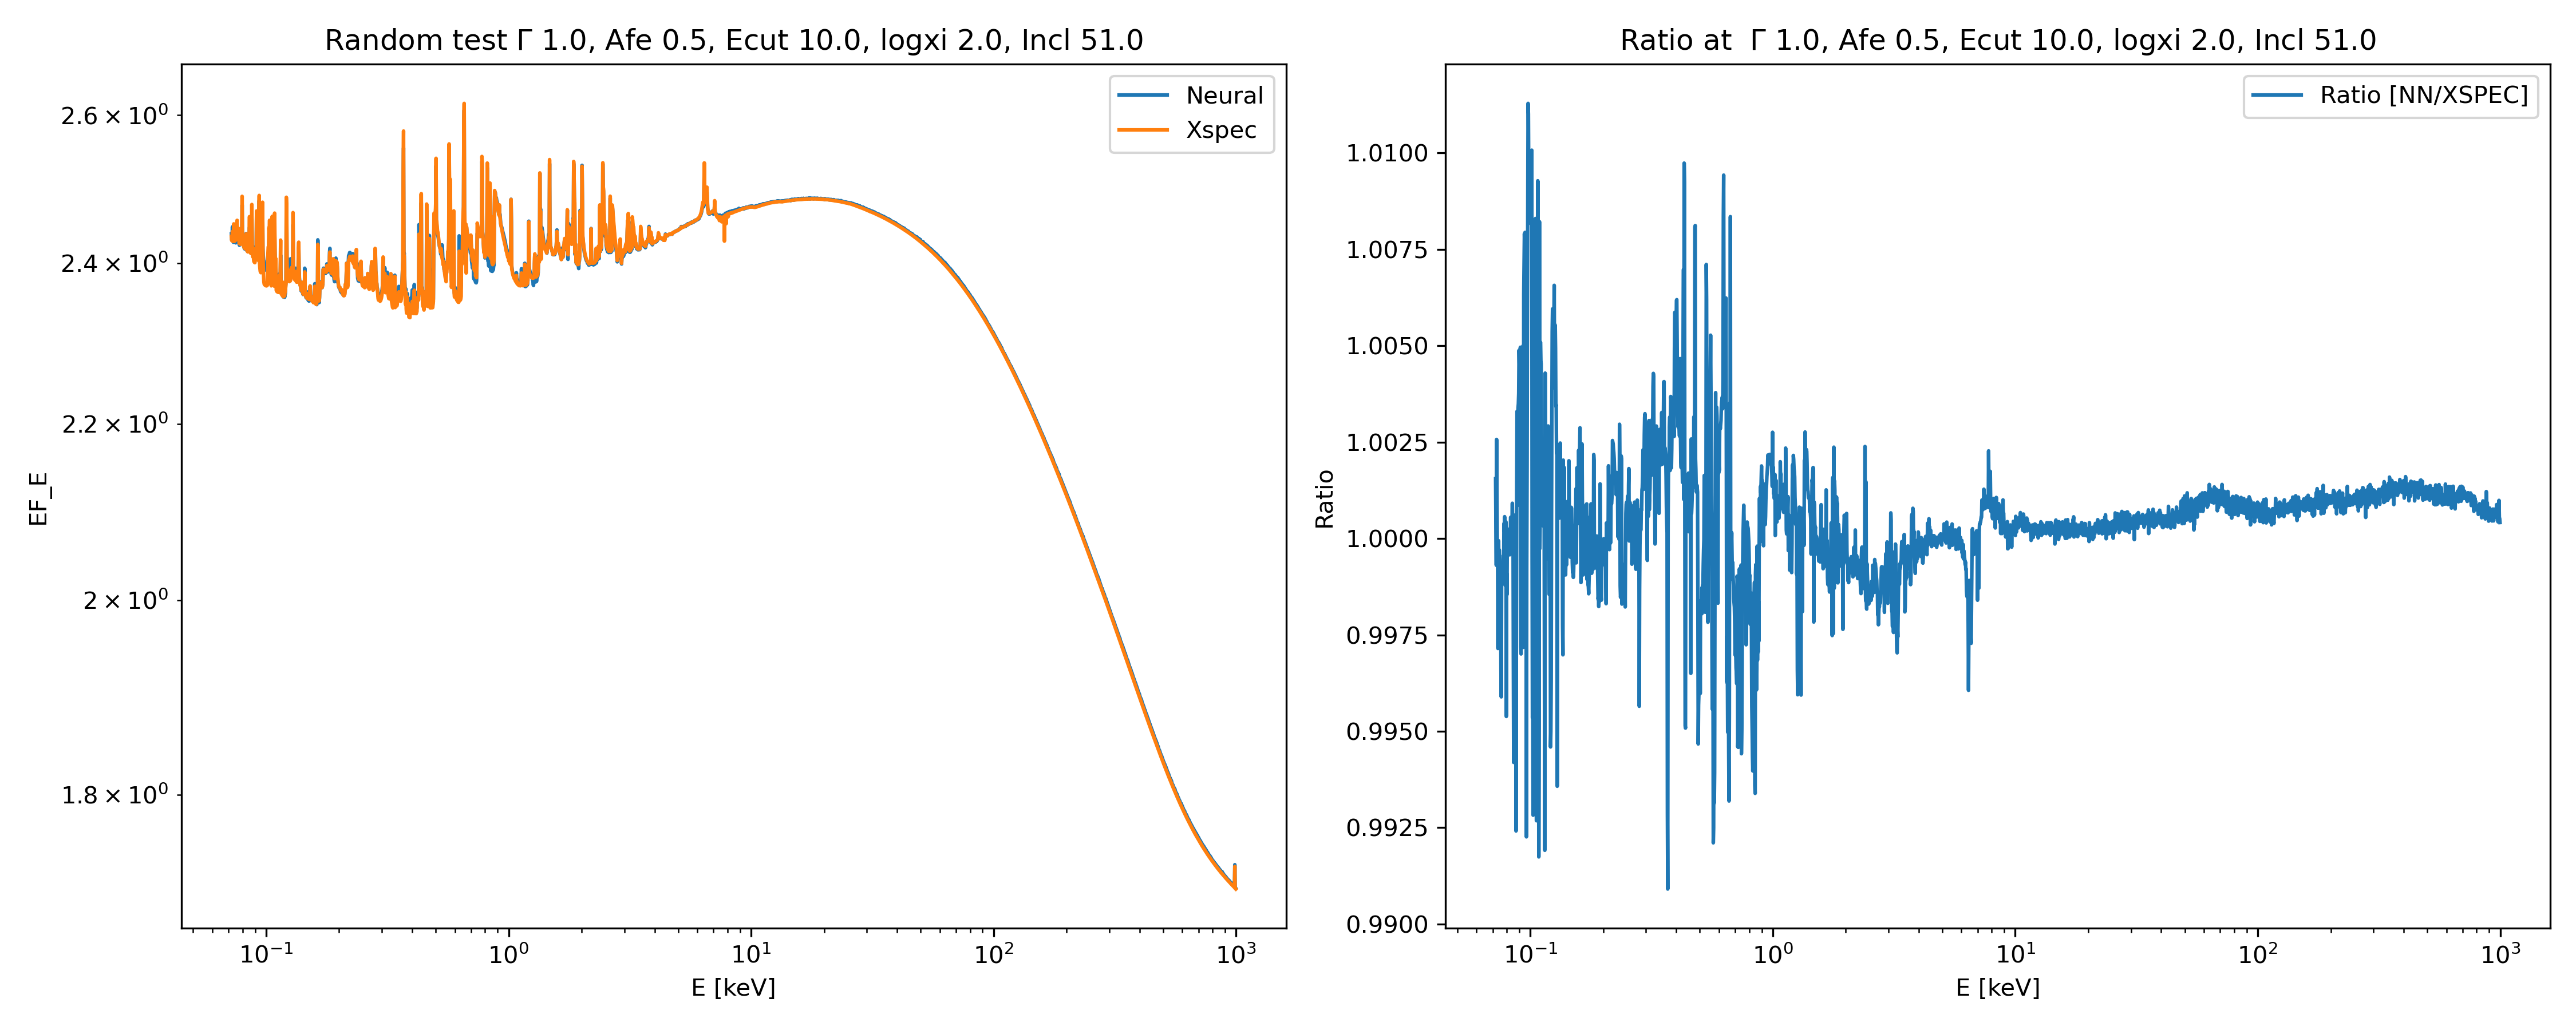 Random test Γ 1.0, Afe 0.5, Ecut 10.0, logxi 2.0, Incl 51.0
Neural
Xspec
2.6 × 10⁰
2.4 × 10⁰
2.2 × 10⁰
2 × 10⁰
1.8 × 10⁰
EF_E
10⁻¹ 10⁰ 10¹ 10² 10³
E [keV]
Ratio at Γ 1.0, Afe 0.5, Ecut 10.0, logxi 2.0, Incl 51.0
Ratio [NN/XSPEC]
1.0100
1.0075
1.0050
1.0025
1.0000
0.9975
0.9950
0.9925
0.9900
Ratio
10⁻¹ 10⁰ 10¹ 10² 10³
E [keV]